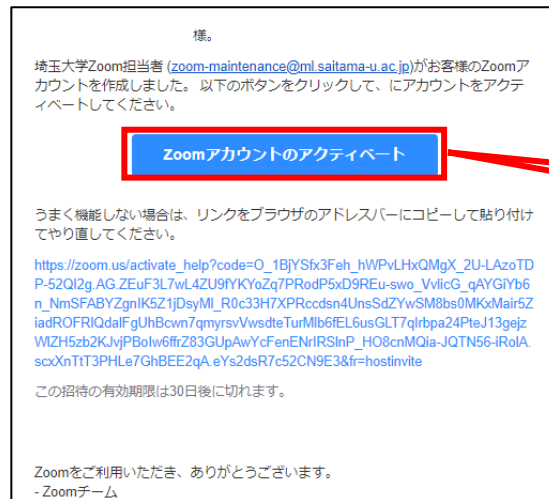 様。
埼玉大学Zoom担当者 (zoom-maintenance@ml.saitama-u.ac.jp)がお客様のZoomア
カウントを作成しました。 以下のボタンをクリックして、にアカウントをアクテ
ィベートしてください。
Zoomアカウントのアクティベート
うまく機能しない場合は、リンクをブラウザのアドレスバーにコピーして貼り付け
てやり直してください。
https://zoom.us/activate_help?code=O_1BjYSfx3Feh_hWPvLHxQMgX_2U-LAzoTD
P-52QI2g.AG.ZEuF3L7wL4ZU9fYKYoZq7PRodP5xD9REu-swo_VvlicG_qAYGiYb6
n_NmSFABYZgnIK5Z1jDsyMI_R0c33H7XPRccdsn4UnsSdZYwSM8bs0MKxMair5Z
iadROFRIQdalFgUhBcwn7qmyrsvVwsdteTurMlb6fEL6usGLT7qIrbpa24PteJ13gejz
WIZH5zb2KJvjPBoIw6ffrZ83GUpAwYcFenENrIRSlnP_HO8cnMQia-JQTN56-iRoIA.
scxXnTtT3PHLe7GhBEE2qA.eYs2dsR7c52CN9E3&fr=hostinvite
この招待の有効期限は30日後に切れます。
Zoomをご利用いただき、ありがとうございます。
- Zoomチーム